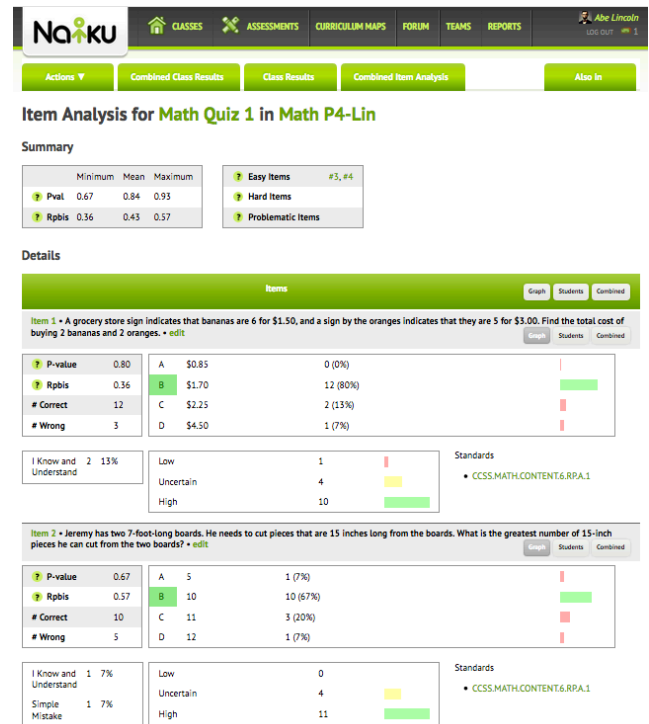 Naiku
CLASSES
ASSESSMENTS
CURRICULUM MAPS
FORUM
TEAMS
REPORTS
Abe Lincoln
LOG OUT 1
Actions ▼
Combined Class Results
Class Results
Combined Item Analysis
Also in
Item Analysis for Math Quiz 1 in Math P4-Lin
Summary
Minimum Mean Maximum
? Pval 0.67 0.84 0.93
? Rpbis 0.36 0.43 0.57
? Easy Items #3, #4
? Hard Items
? Problematic Items
Details
Items
Graph Students Combined
Item 1 • A grocery store sign indicates that bananas are 6 for $1.50, and a sign by the oranges indicates that they are 5 for $3.00. Find the total cost of
buying 2 bananas and 2 oranges. • edit
Graph Students Combined
? P-value 0.80
? Rpbis 0.36
# Correct 12
# Wrong 3
A $0.85 0 (0%)
B $1.70 12 (80%)
C $2.25 2 (13%)
D $4.50 1 (7%)
I Know and 2 13%
Understand
Low 1
Uncertain 4
High 10
Standards
• CCSS.MATH.CONTENT.6.RP.A.1
Item 2 • Jeremy has two 7-foot-long boards. He needs to cut pieces that are 15 inches long from the boards. What is the greatest number of 15-inch
pieces he can cut from the two boards? • edit
Graph Students Combined
? P-value 0.67
? Rpbis 0.57
# Correct 10
# Wrong 5
A 5 1 (7%)
B 10 10 (67%)
C 11 3 (20%)
D 12 1 (7%)
I Know and 1 7%
Understand
Simple 1 7%
Mistake
Low 0
Uncertain 4
High 11
Standards
• CCSS.MATH.CONTENT.6.RP.A.1